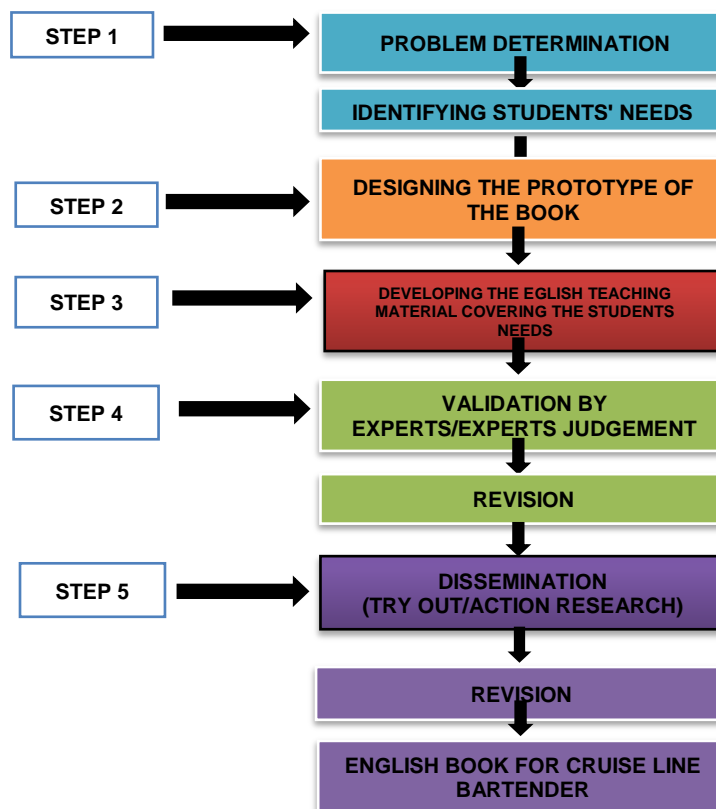 STEP 1
PROBLEM DETERMINATION
IDENTIFYING STUDENTS' NEEDS
STEP 2
DESIGNING THE PROTOTYPE OF
THE BOOK
STEP 3
DEVELOPING THE EGLISH TEACHING
MATERIAL COVERING THE STUDENTS
NEEDS
STEP 4
VALIDATION BY
EXPERTS/EXPERTS JUDGEMENT
REVISION
STEP 5
DISSEMINATION
(TRY OUT/ACTION RESEARCH)
REVISION
ENGLISH BOOK FOR CRUISE LINE
BARTENDER